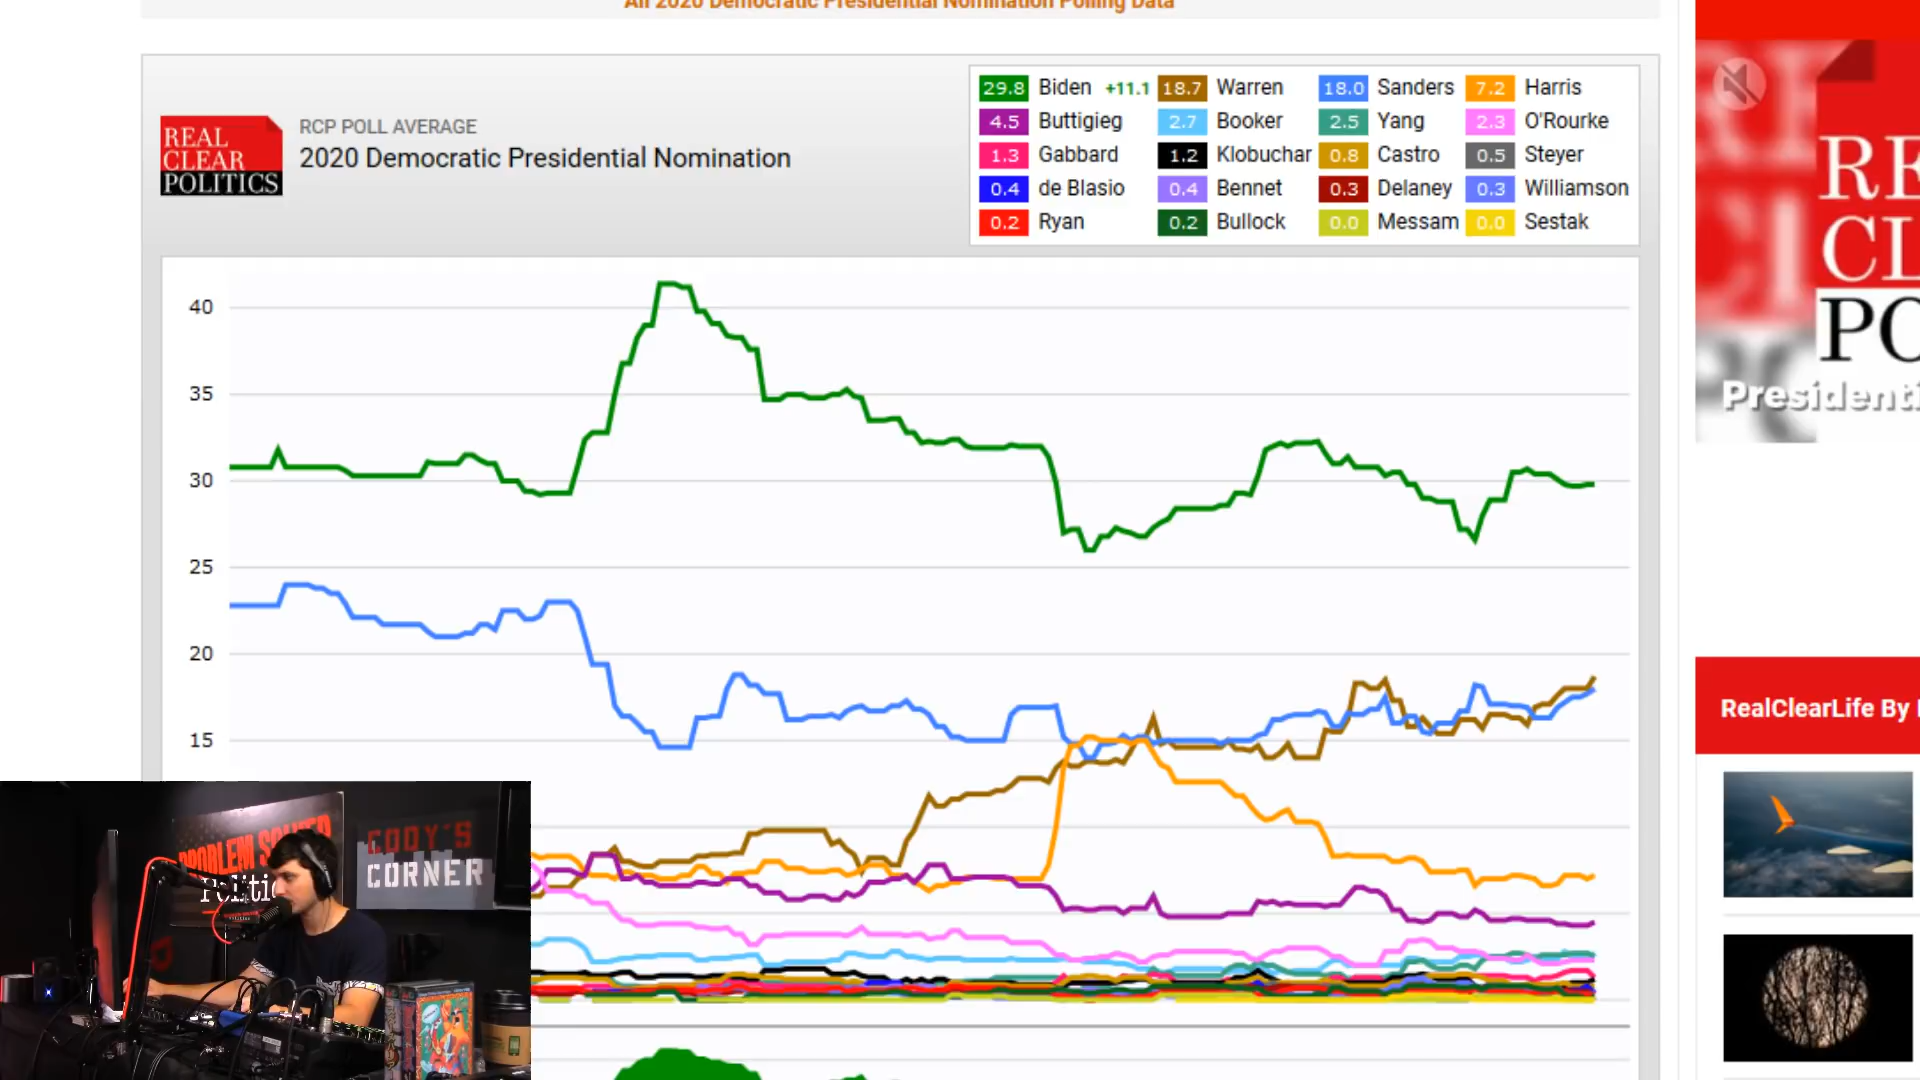 All 2020 Democratic Presidential Nomination Polling Data
REAL
CLEAR
POLITICS
RCP POLL AVERAGE
2020 Democratic Presidential Nomination
29.8 Biden +11.1 18.7 Warren 18.0 Sanders 7.2 Harris
4.5 Buttigieg 2.7 Booker 2.5 Yang 2.3 O'Rourke
1.3 Gabbard 1.2 Klobuchar 0.8 Castro 0.5 Steyer
0.4 de Blasio 0.4 Bennet 0.3 Delaney 0.3 Williamson
0.2 Ryan 0.2 Bullock 0.0 Messam 0.0 Sestak
40
35
30
25
20
15
RE
CL
PO
Presidenti
RealClearLife By
CODY'S
CORNER